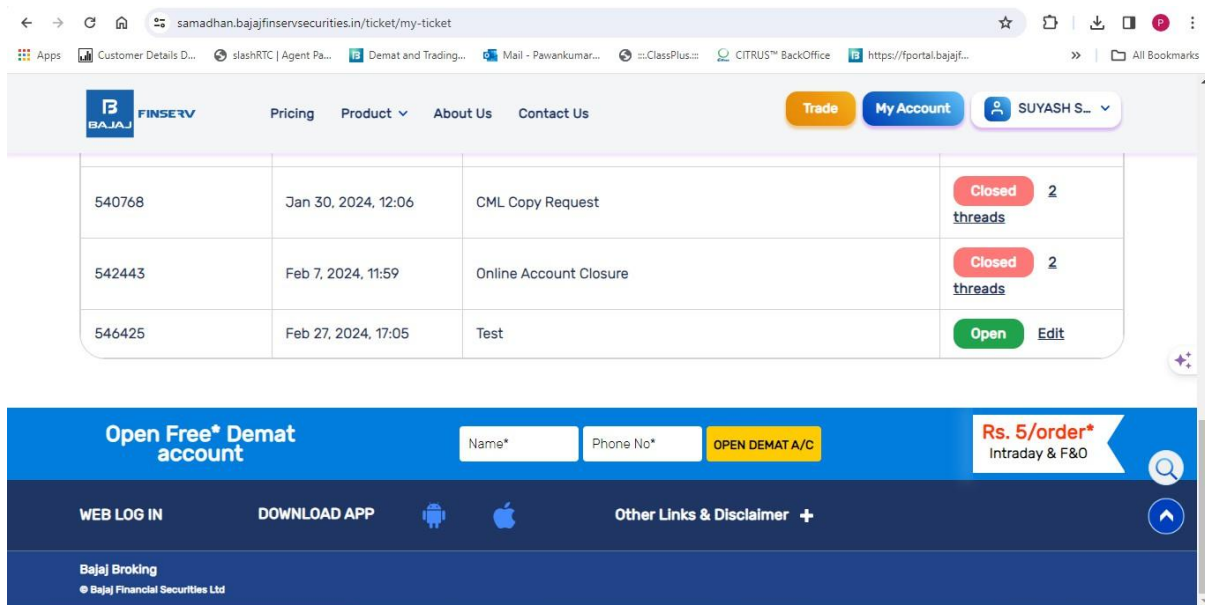 samadhan.bajajfinservsecurities.in/ticket/my-ticket
P
Apps Customer Details D... slashRTC | Agent Pa... Demat and Trading... Mail - Pawankumar... :::.ClassPlus.::: CITRUS™ BackOffice https://fportal.bajajf... » All Bookmarks
B BAJAJ FINSERV Pricing Product About Us Contact Us Trade My Account SUYASH S...
540768 Jan 30, 2024, 12:06 CML Copy Request Closed 2
threads
542443 Feb 7, 2024, 11:59 Online Account Closure Closed 2
threads
546425 Feb 27, 2024, 17:05 Test Open Edit
Open Free* Demat
account
Name* Phone No* OPEN DEMAT A/C
Rs. 5/order*
Intraday & F&O
WEB LOG IN DOWNLOAD APP Other Links & Disclaimer +
Bajaj Broking
© Bajaj Financial Securities Ltd